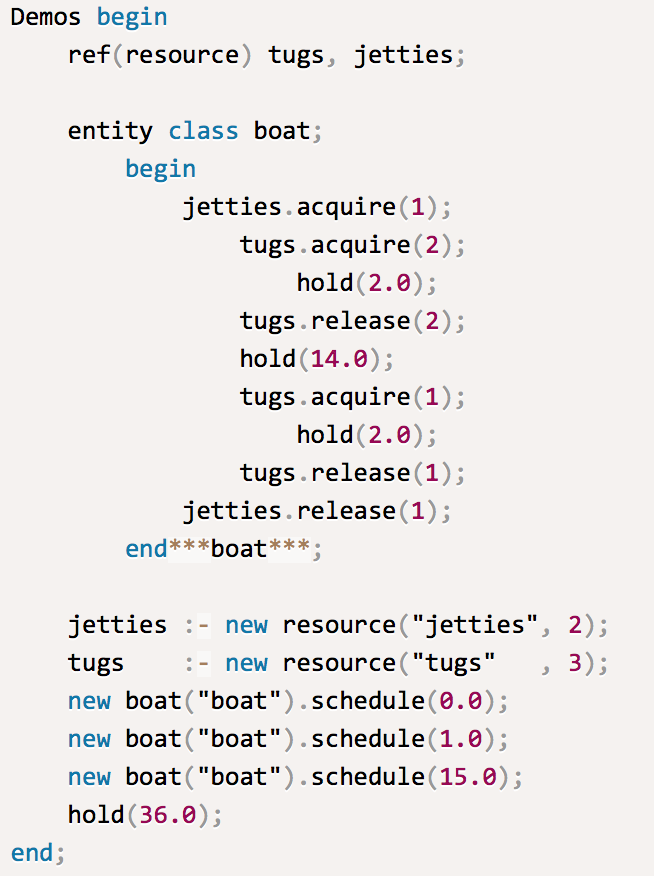 Demos begin
    ref(resource) tugs, jetties;

    entity class boat;
        begin
            jetties.acquire(1);
                tugs.acquire(2);
                    hold(2.0);
                tugs.release(2);
                hold(14.0);
                tugs.acquire(1);
                    hold(2.0);
                tugs.release(1);
            jetties.release(1);
        end***boat***;

    jetties :- new resource("jetties", 2);
    tugs    :- new resource("tugs"   , 3);
    new boat("boat").schedule(0.0);
    new boat("boat").schedule(1.0);
    new boat("boat").schedule(15.0);
    hold(36.0);
end;